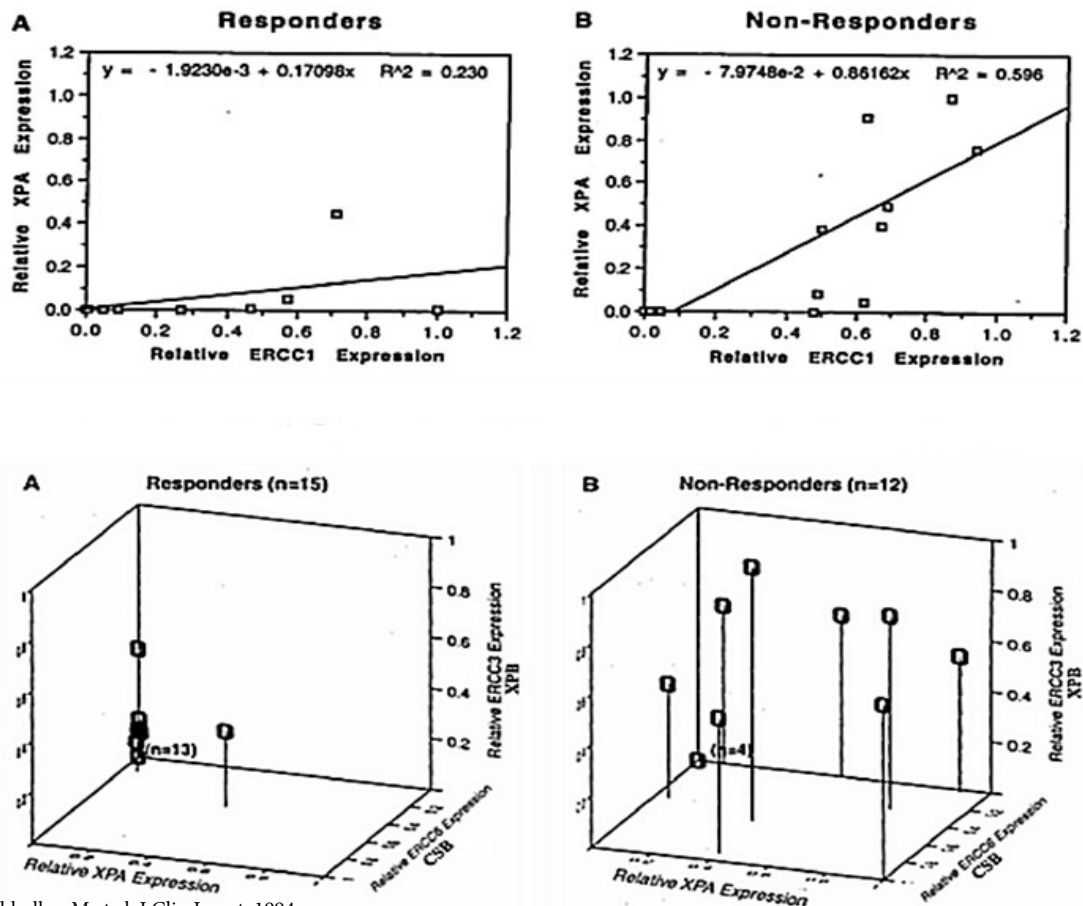 A Responders
y = - 1.9230e-3 + 0.17098x R^2 = 0.230
Relative XPA Expression
1.2
1.0
0.8
0.6
0.4
0.2
0.0
0.0 0.2 0.4 0.6 0.8 1.0 1.2
Relative ERCC1 Expression
B Non-Responders
y = - 7.9748e-2 + 0.86162x R^2 = 0.596
Relative XPA Expression
1.2
1.0
0.8
0.6
0.4
0.2
0.0
0.0 0.2 0.4 0.6 0.8 1.0 1.2
Relative ERCC1 Expression
A Responders (n=15)
1
0.8
0.6
0.4
0.2
Relative ERCC3 Expression
XPB
(n=13)
Relative XPA Expression
Relative ERCC6 Expression
CSB
B Non-Responders (n=12)
1
0.8
0.6
0.4
0.2
Relative ERCC3 Expression
XPB
(n=4)
Relative XPA Expression
Relative ERCC6 Expression
CSB